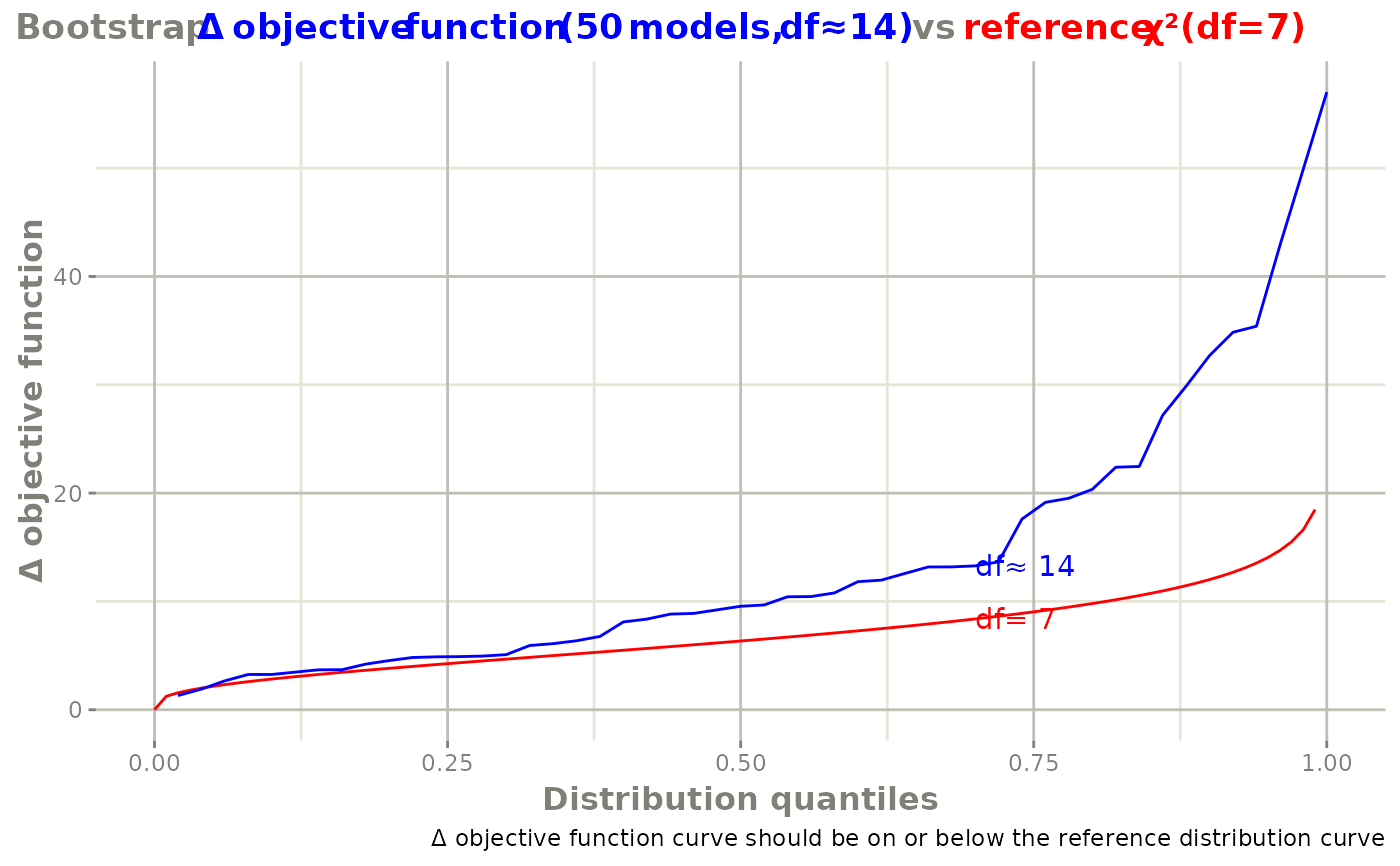 Bootstrap Δ objective function (50 models, df≈14) vs reference χ²(df=7)
Δ objective function
40
20
0
df≈ 14
df= 7
0.00 0.25 0.50 0.75 1.00
Distribution quantiles
Δ objective function curve should be on or below the reference distribution curve